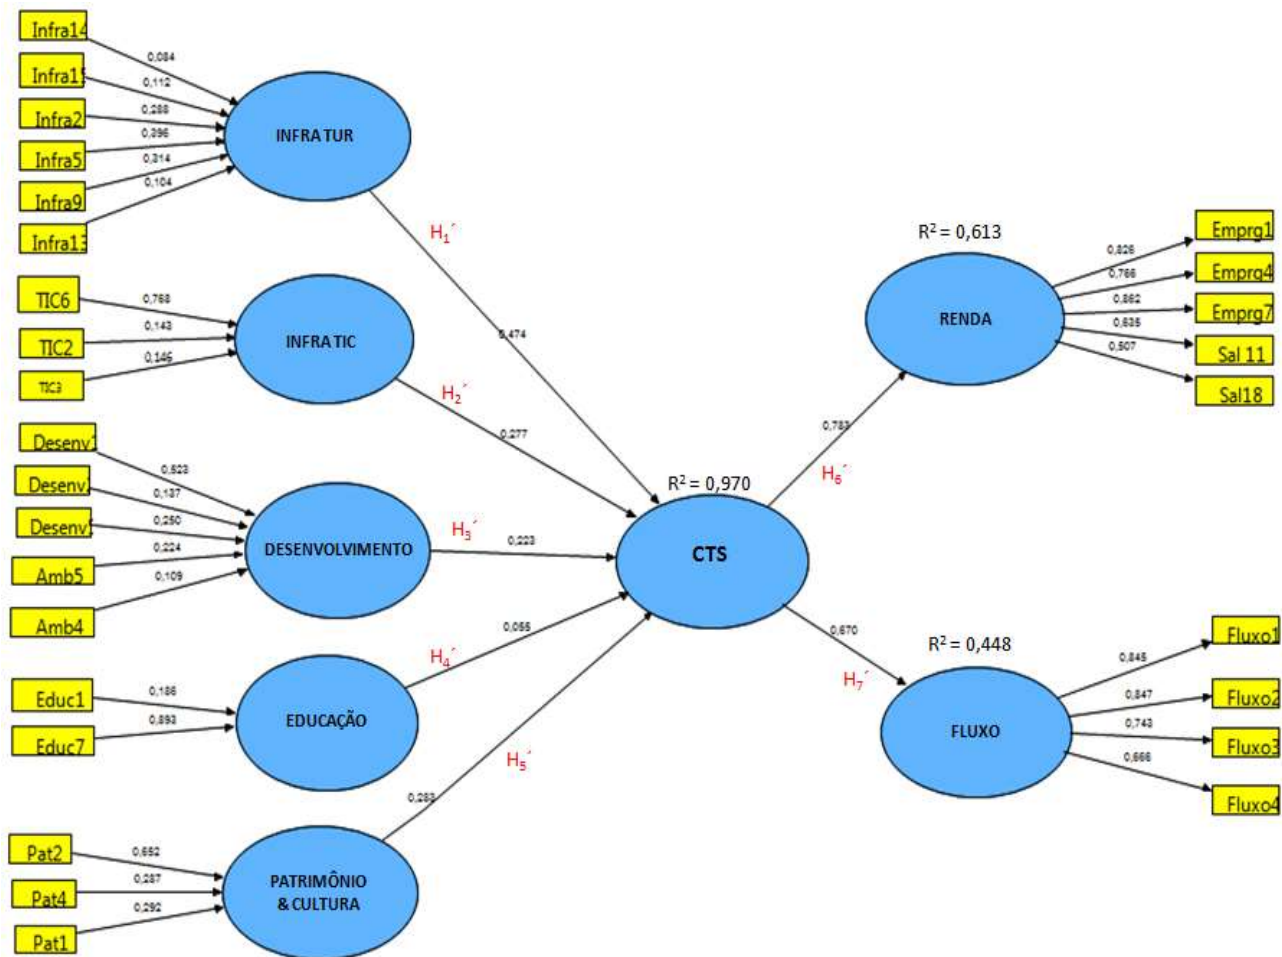 Infra14
0,084
Infra1
0,112
Infra2
0,288
Infra5
0,396
Infra9
0,314
Infra13
0,104
INFRATUR
H1´
0,474
TIC6
0,768
TIC2
0,143
TIC3
0,146
INFRATIC
H2´
0,277
Desenv
0,523
Desenv
0,137
Desenv
0,250
Amb5
0,224
Amb4
0,109
DESENVOLVIMENTO
H3´
0,223
Educ1
0,186
Educ7
0,893
EDUCAÇÃO
H4´
0,055
Pat2
0,652
Pat4
0,287
Pat1
0,292
PATRIMÔNIO
& CULTURA
H5´
0,283
R² = 0,970
CTS
0,783
H6´
0,670
H7´
R² = 0,613
RENDA
0,826
Emprg1
0,766
Emprg4
0,862
Emprg7
0,635
Sal 11
0,507
Sal18
R² = 0,448
FLUXO
0,845
Fluxo1
0,847
Fluxo2
0,743
Fluxo3
0,666
Fluxo4